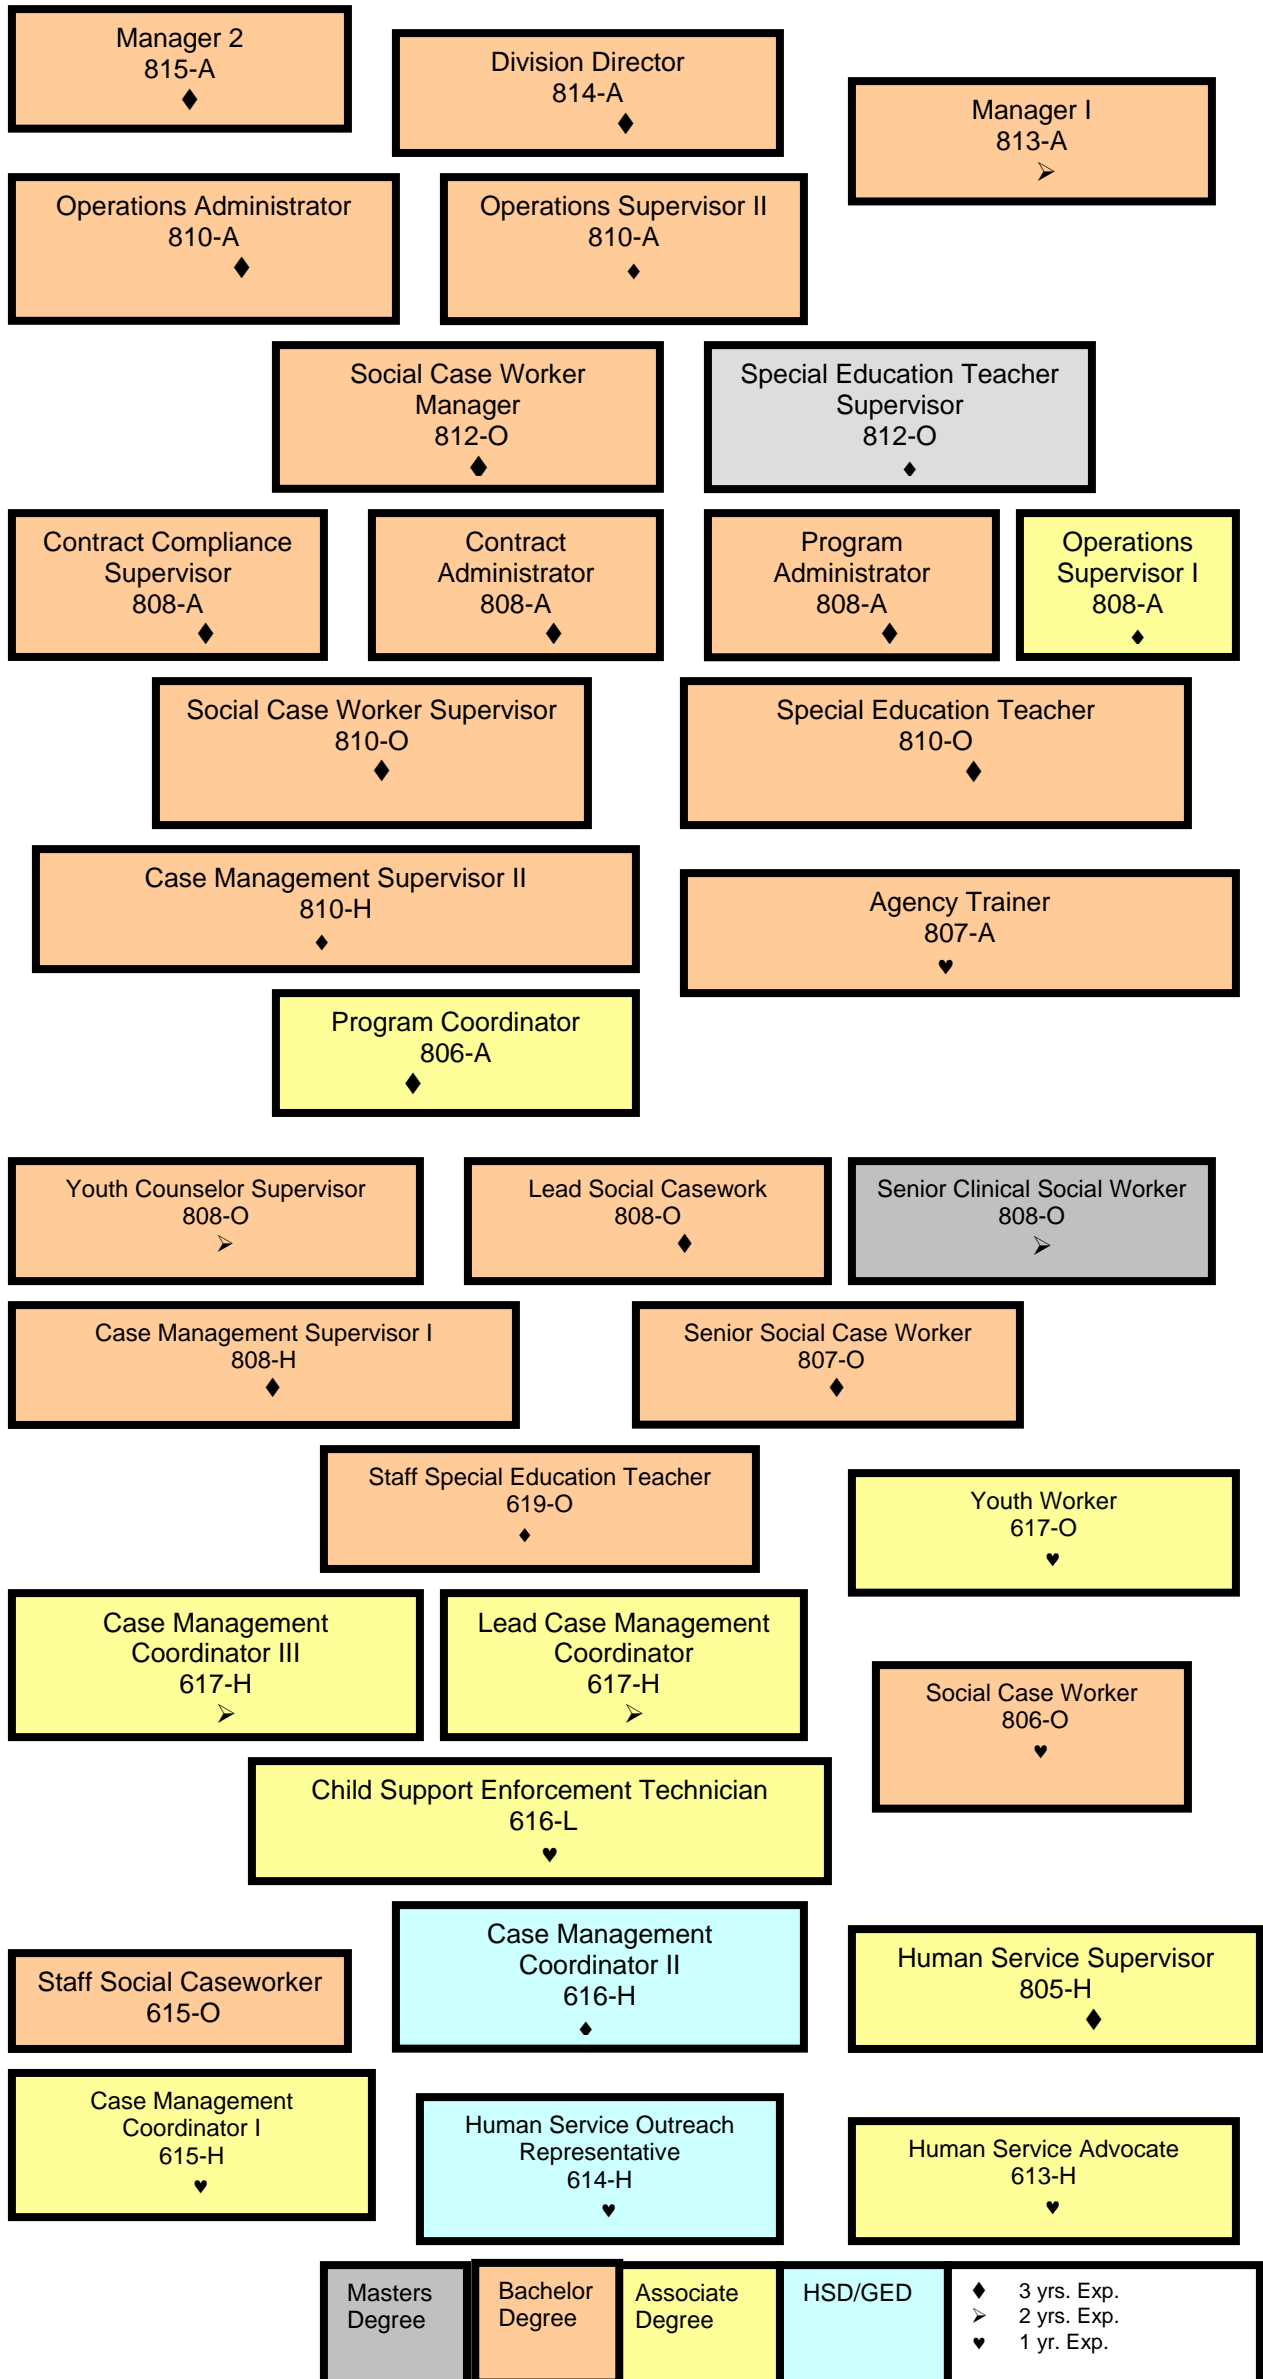 Manager 2
815-A
♦
Division Director
814-A
♦
Manager I
813-A
➢
Operations Administrator
810-A
♦
Operations Supervisor II
810-A
♦
Social Case Worker
Manager
812-O
♦
Special Education Teacher
Supervisor
812-O
♦
Contract Compliance
Supervisor
808-A
♦
Contract
Administrator
808-A
♦
Program
Administrator
808-A
♦
Operations
Supervisor I
808-A
♦
Social Case Worker Supervisor
810-O
♦
Special Education Teacher
810-O
♦
Case Management Supervisor II
810-H
♦
Agency Trainer
807-A
♥
Program Coordinator
806-A
♦
Youth Counselor Supervisor
808-O
➢
Lead Social Casework
808-O
♦
Senior Clinical Social Worker
808-O
➢
Case Management Supervisor I
808-H
♦
Senior Social Case Worker
807-O
♦
Staff Special Education Teacher
619-O
♦
Youth Worker
617-O
♥
Case Management
Coordinator III
617-H
➢
Lead Case Management
Coordinator
617-H
➢
Social Case Worker
806-O
♥
Child Support Enforcement Technician
616-L
♥
Case Management
Coordinator II
616-H
♦
Staff Social Caseworker
615-O
Human Service Supervisor
805-H
♦
Case Management
Coordinator I
615-H
♥
Human Service Outreach
Representative
614-H
♥
Human Service Advocate
613-H
♥
Masters
Degree
Bachelor
Degree
Associate
Degree
HSD/GED
♦ 3 yrs. Exp.
➢ 2 yrs. Exp.
♥ 1 yr. Exp.